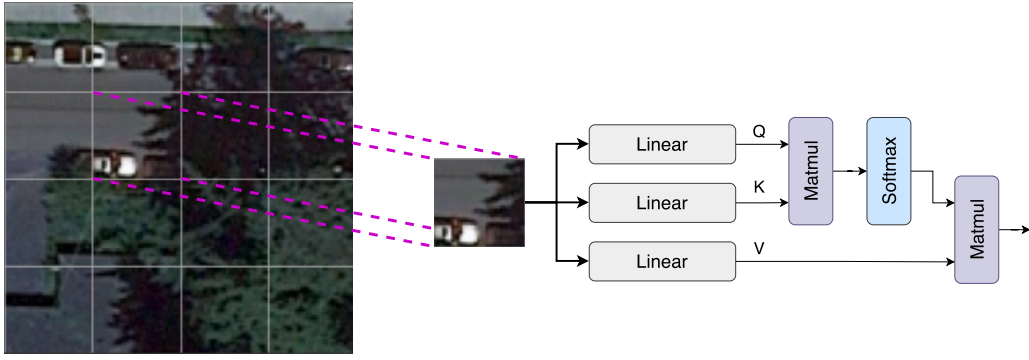 Linear
Q
Matmul
Softmax
Linear
K
Matmul
Linear
V